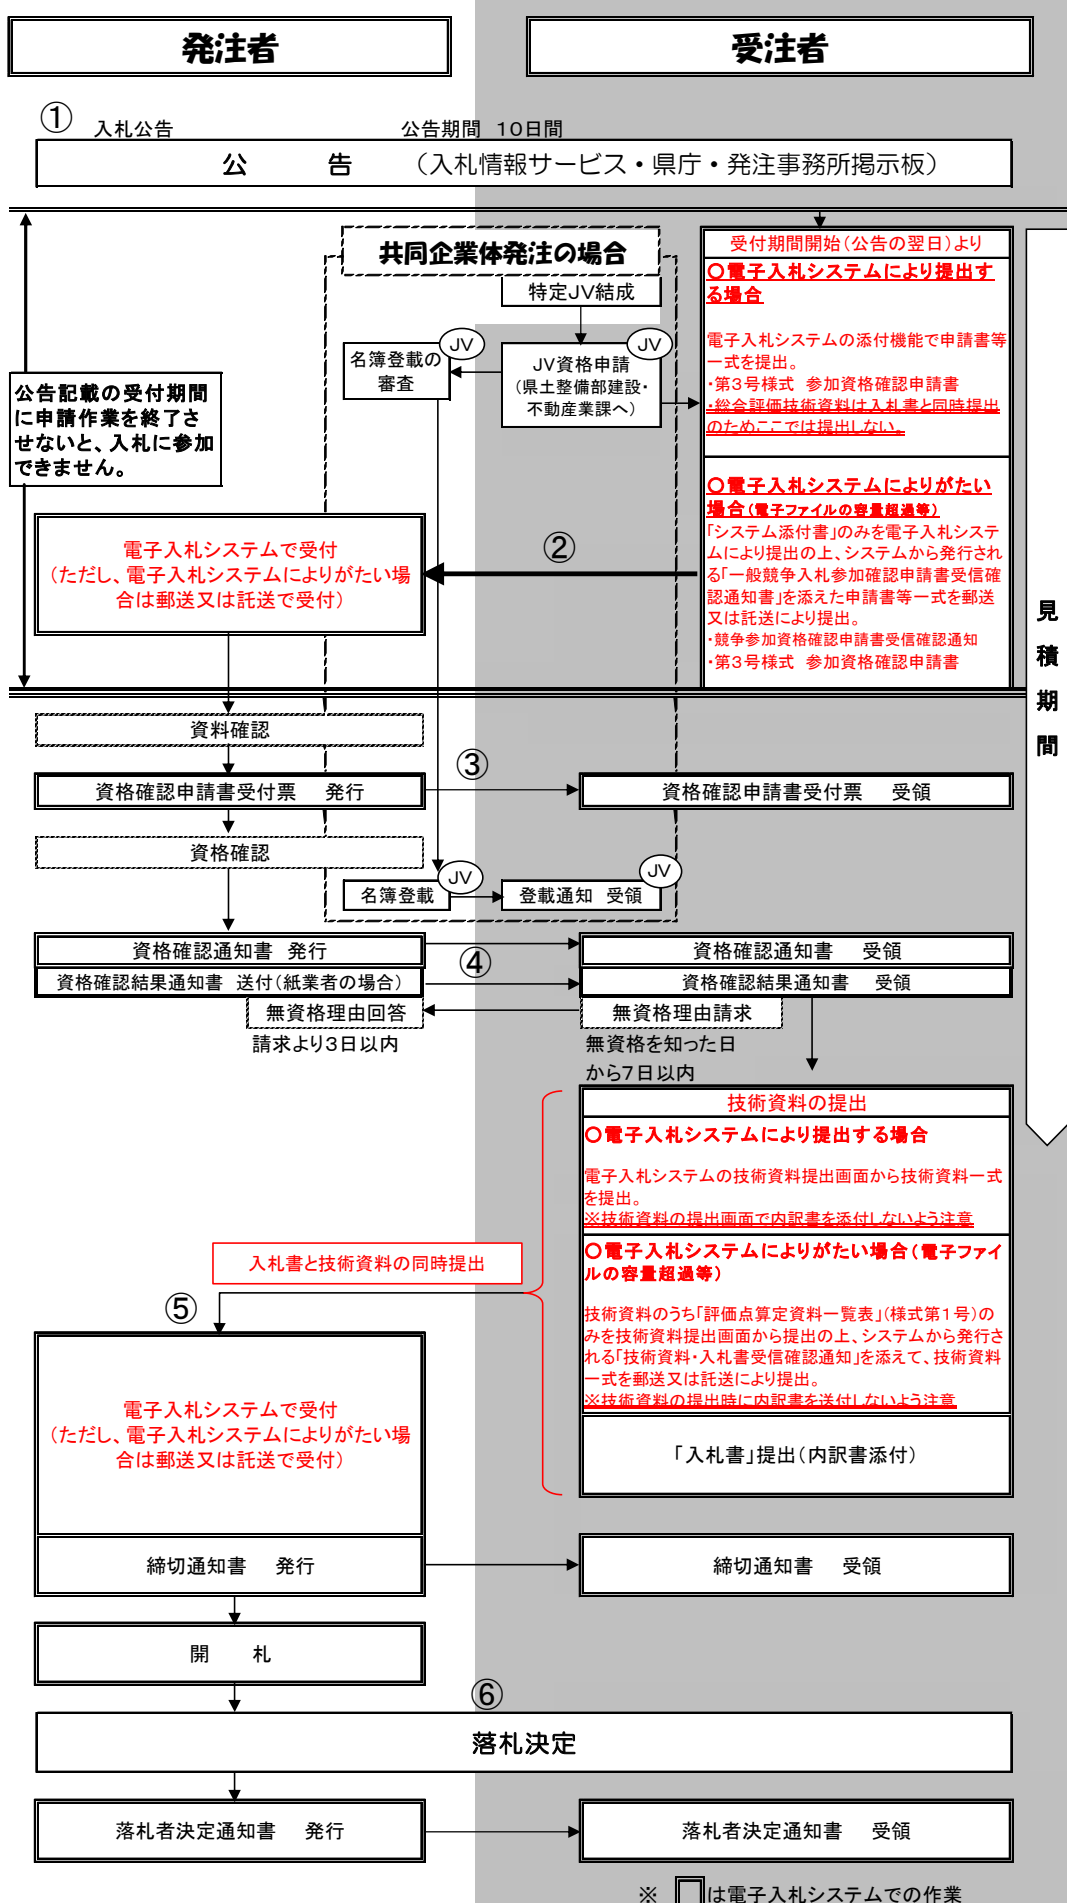 発注者
受注者
① 入札公告 公告期間 10日間
公 告 (入札情報サービス・県庁・発注事務所掲示板)
共同企業体発注の場合
特定JV結成
名簿登載の
審査
JV
JV資格申請
(県土整備部建設・
不動産業課へ)
JV
公告記載の受付期間
に申請作業を終了さ
せないと、入札に参加
できません。
受付期間開始(公告の翌日)より
○電子入札システムにより提出す
る場合
電子入札システムの添付機能で申請書等
一式を提出。
・第3号様式 参加資格確認申請書
・総合評価技術資料は入札書と同時提出
のためここでは提出しない。
○電子入札システムによりがたい
場合(電子ファイルの容量超過等)
「システム添付書」のみを電子入札システ
ムにより提出の上、システムから発行され
る「一般競争入札参加確認申請書受信確
認通知書」を添えた申請書等一式を郵送
又は託送により提出。
・競争参加資格確認申請書受信確認通知
・第3号様式 参加資格確認申請書
見積期間
②
電子入札システムで受付
(ただし、電子入札システムによりがたい場
合は郵送又は託送で受付)
資料確認
③
資格確認申請書受付票 発行
資格確認申請書受付票 受領
資格確認
名簿登載
JV
登載通知 受領
JV
資格確認通知書 発行
資格確認通知書 受領
④
資格確認結果通知書 送付(紙業者の場合)
資格確認結果通知書 受領
無資格理由回答
無資格理由請求
請求より3日以内
無資格を知った日
から7日以内
技術資料の提出
○電子入札システムにより提出する場合
電子入札システムの技術資料提出画面から技術資料一式
を提出。
※技術資料の提出画面で内訳書を添付しないよう注意
○電子入札システムによりがたい場合(電子ファイ
ルの容量超過等)
技術資料のうち「評価点算定資料一覧表」(様式第1号)の
みを技術資料提出画面から提出の上、システムから発行さ
れる「技術資料・入札書受信確認通知」を添えて、技術資料
一式を郵送又は託送により提出。
※技術資料の提出時に内訳書を送付しないよう注意
「入札書」提出(内訳書添付)
入札書と技術資料の同時提出
⑤
電子入札システムで受付
(ただし、電子入札システムによりがたい場
合は郵送又は託送で受付)
締切通知書 発行
締切通知書 受領
開 札
⑥
落札決定
落札者決定通知書 発行
落札者決定通知書 受領
※ は電子入札システムでの作業